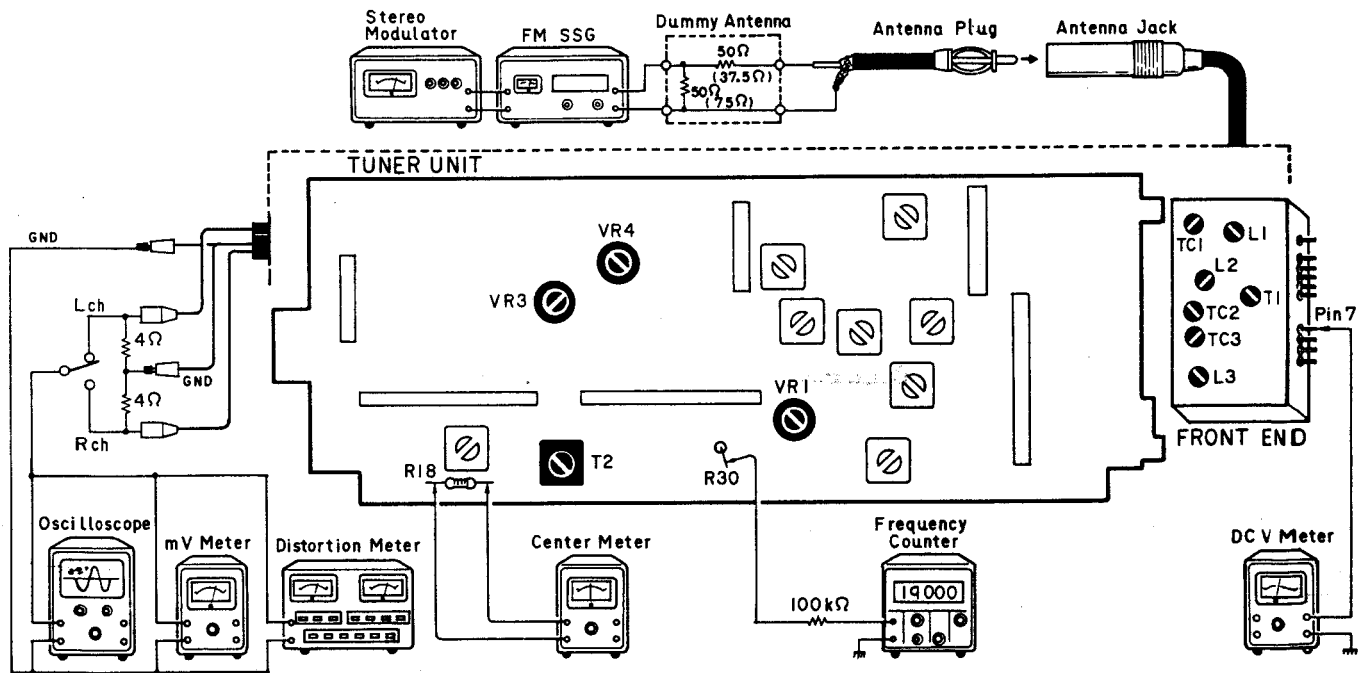 Stereo
Modulator
FM SSG
Dummy Antenna
50Ω
(37.5Ω)
50Ω
(75Ω)
Antenna Plug
Antenna Jack
TUNER UNIT
GND
Lch
4Ω
GND
4Ω
Rch
VR4
VR3
VR1
R18
T2
R30
TC1
L1
L2
T1
TC2
TC3
L3
Pin 7
FRONT END
Oscilloscope
mV Meter
Distortion Meter
Center Meter
100kΩ
Frequency
Counter
19000
DC V Meter